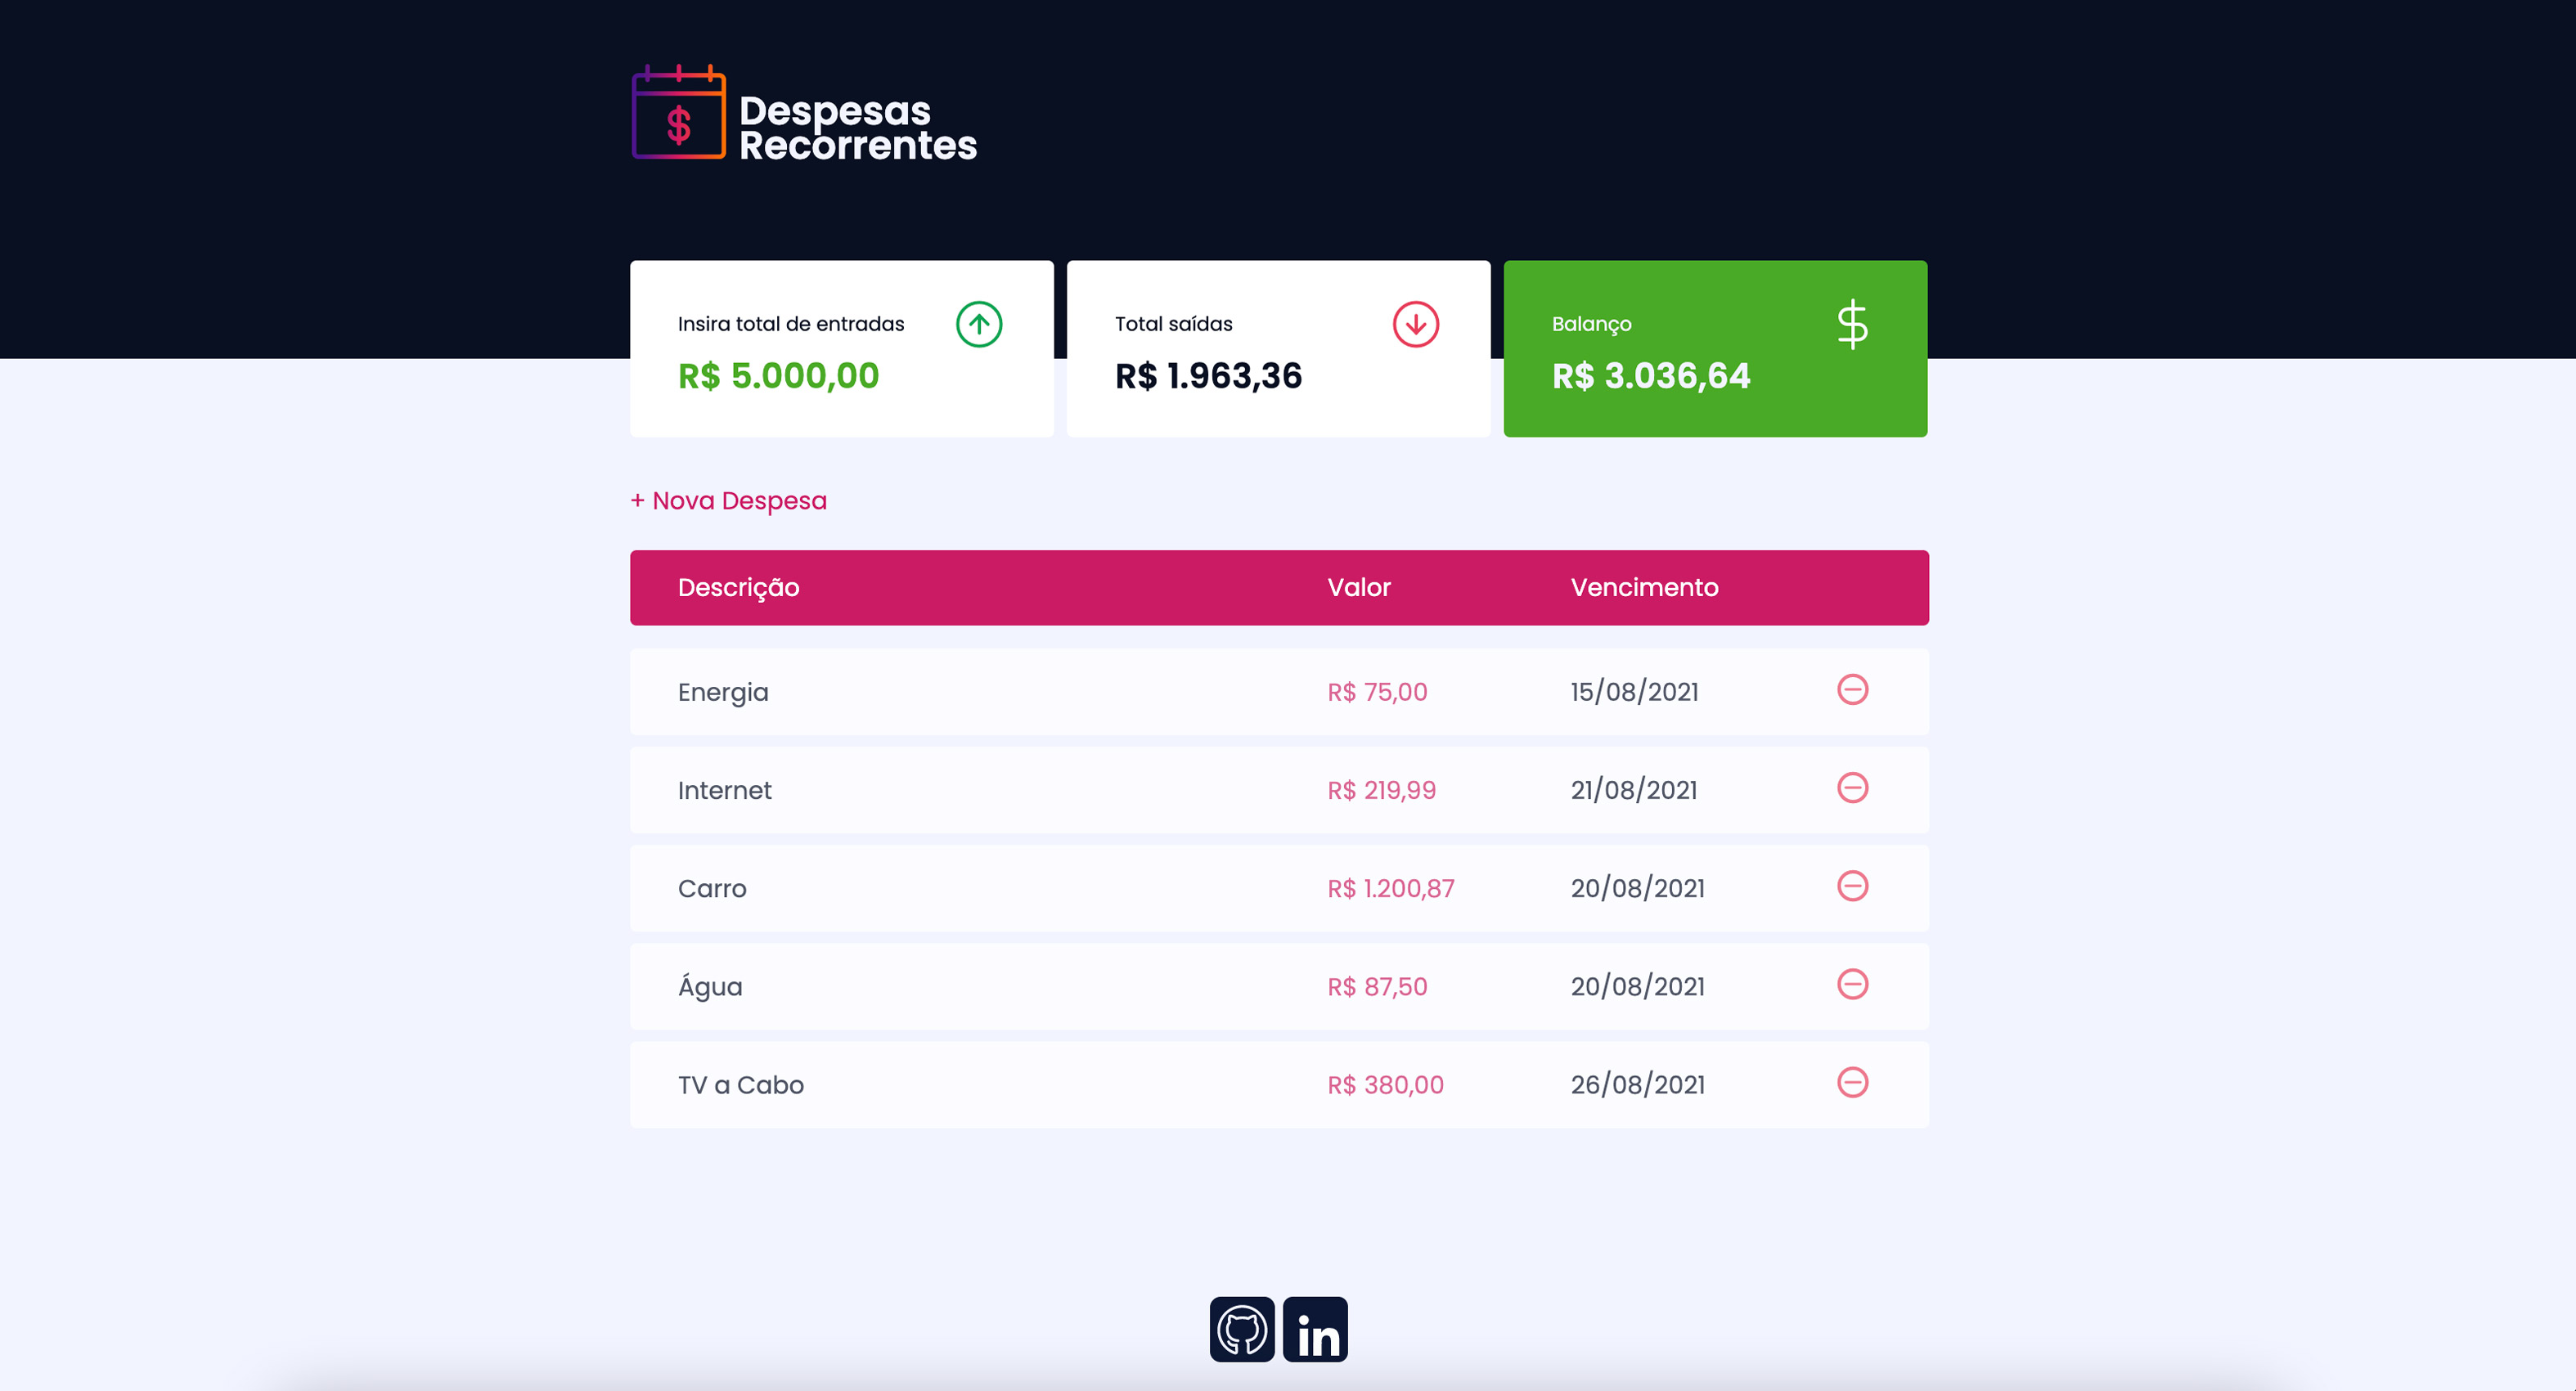 Despesas
Recorrentes
Insira total de entradas
R$ 5.000,00
Total saídas
R$ 1.963,36
Balanço
R$ 3.036,64
+ Nova Despesa
Descrição Valor Vencimento
Energia R$ 75,00 15/08/2021
Internet R$ 219,99 21/08/2021
Carro R$ 1.200,87 20/08/2021
Água R$ 87,50 20/08/2021
TV a Cabo R$ 380,00 26/08/2021
in